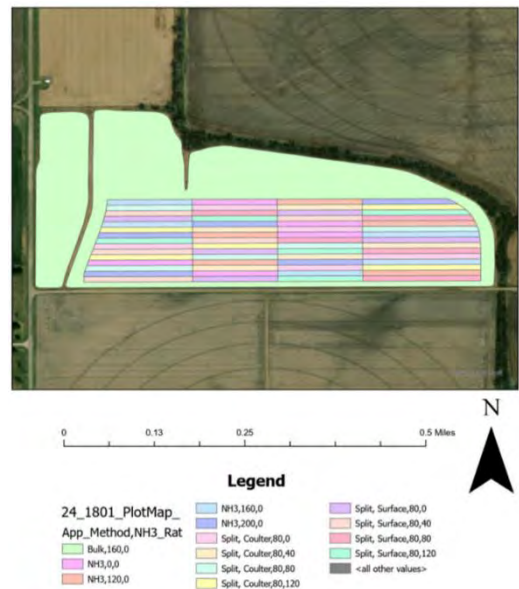 N
0 0.13 0.25 0.5 Miles
Legend
24_1801_PlotMap_
App_Method,NH3_Rat
Bulk,160,0
NH3,0,0
NH3,120,0
NH3,160,0
NH3,200,0
Split, Coulter,80,0
Split, Coulter,80,40
Split, Coulter,80,80
Split, Coulter,80,120
Split, Surface,80,0
Split, Surface,80,40
Split, Surface,80,80
Split, Surface,80,120
<all other values>